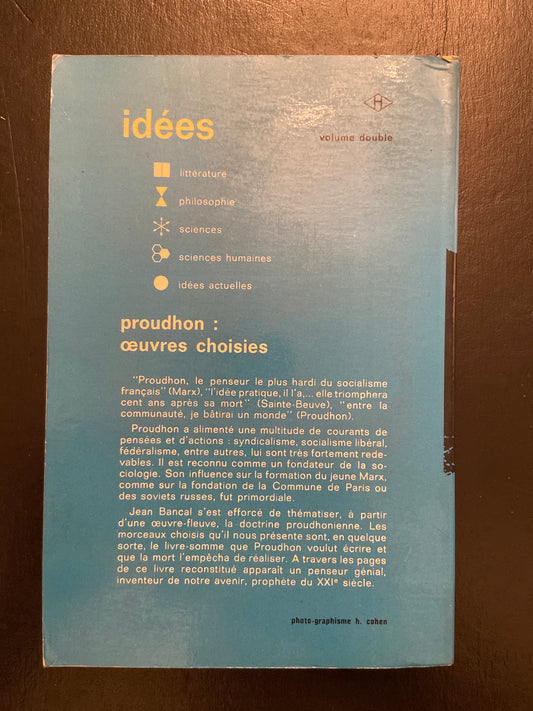 idées
H
volume double
littérature
philosophie
sciences
sciences humaines
idées actuelles
proudhon :
œuvres choisies
"Proudhon, le penseur le plus hardi du socialisme
français" (Marx), "l'idée pratique, il l'a,... elle triomphera
cent ans après sa mort" (Sainte-Beuve), "entre la
communauté, je bâtirai un monde" (Proudhon).
Proudhon a alimenté une multitude de courants de
pensées et d'actions : syndicalisme, socialisme libéral,
fédéralisme, entre autres, lui sont très fortement rede-
vables. Il est reconnu comme un fondateur de la so-
ciologie. Son influence sur la formation du jeune Marx,
comme sur la fondation de la Commune de Paris ou
des soviets russes, fut primordiale.
Jean Bancal s'est efforcé de thématiser, à partir
d'une œuvre-fleuve, la doctrine proudhonienne. Les
morceaux choisis qu'il nous présente sont, en quelque
sorte, le livre-somme que Proudhon voulut écrire et
que la mort l'empêcha de réaliser. A travers les pages
de ce livre reconstitué apparaît un penseur génial,
inventeur de notre avenir, prophète du XXIe siècle.
photo-graphisme h. cohen